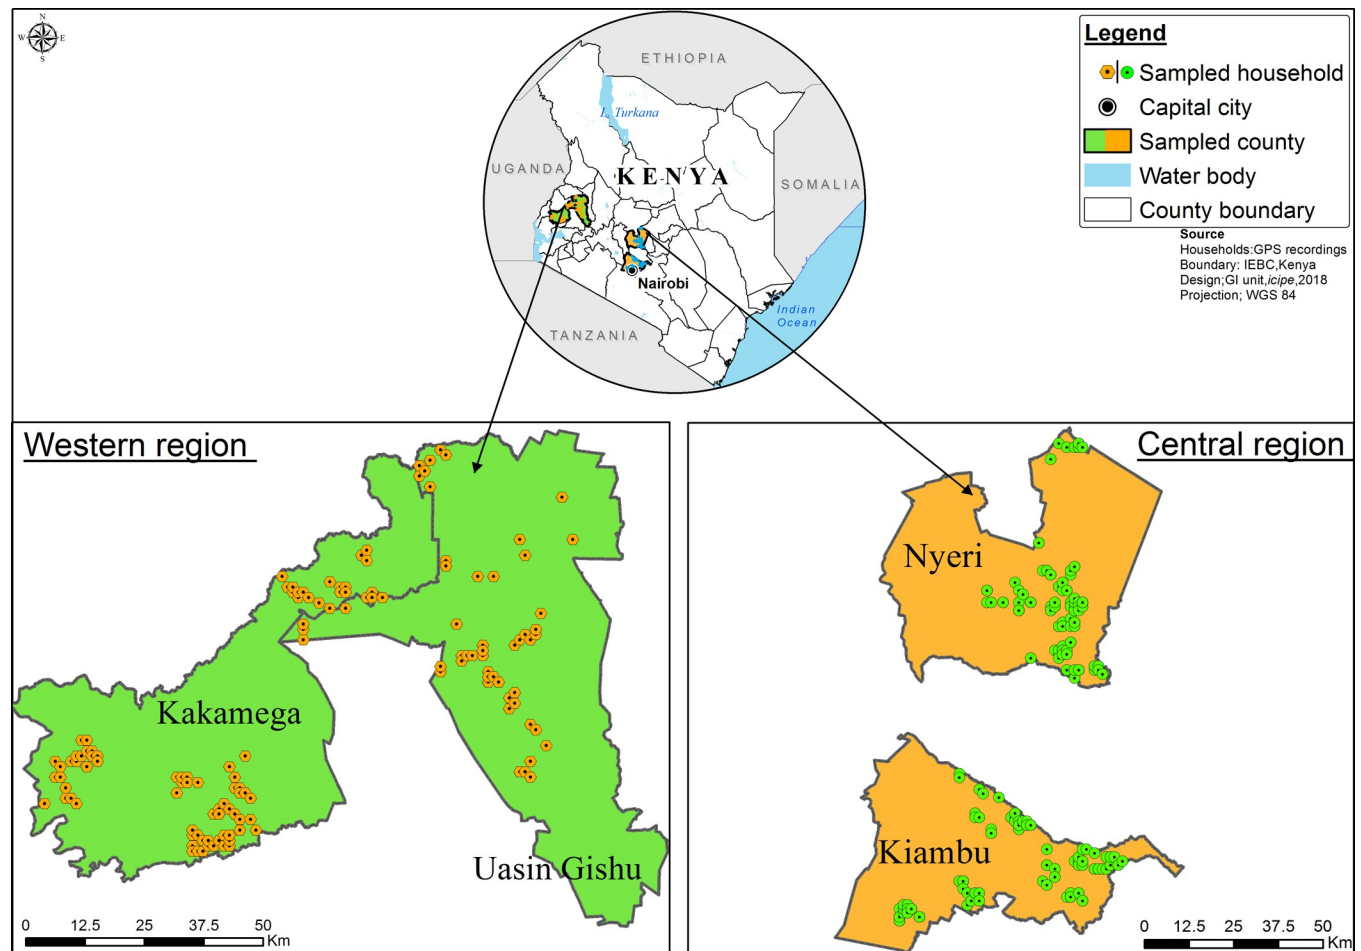 N
W E
S
ETHIOPIA
L. Turkana
UGANDA
KENYA
SOMALIA
Nairobi
Indian
Ocean
TANZANIA
Legend
Sampled household
Capital city
Sampled county
Water body
County boundary
Source
Households:GPS recordings
Boundary: IEBC,Kenya
Design;GI unit,icipe,2018
Projection; WGS 84
Western region
Kakamega
Uasin Gishu
0 12.5 25 37.5 50
Km
Central region
Nyeri
Kiambu
0 12.5 25 37.5 50
Km